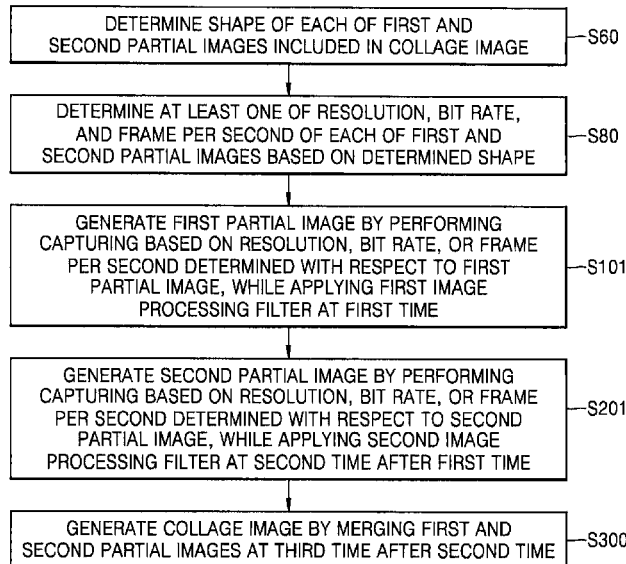 DETERMINE SHAPE OF EACH OF FIRST AND
SECOND PARTIAL IMAGES INCLUDED IN COLLAGE IMAGE
S60
DETERMINE AT LEAST ONE OF RESOLUTION, BIT RATE,
AND FRAME PER SECOND OF EACH OF FIRST AND
SECOND PARTIAL IMAGES BASED ON DETERMINED SHAPE
S80
GENERATE FIRST PARTIAL IMAGE BY PERFORMING
CAPTURING BASED ON RESOLUTION, BIT RATE, OR FRAME
PER SECOND DETERMINED WITH RESPECT TO FIRST
PARTIAL IMAGE, WHILE APPLYING FIRST IMAGE
PROCESSING FILTER AT FIRST TIME
S101
GENERATE SECOND PARTIAL IMAGE BY PERFORMING
CAPTURING BASED ON RESOLUTION, BIT RATE, OR FRAME
PER SECOND DETERMINED WITH RESPECT TO SECOND
PARTIAL IMAGE, WHILE APPLYING SECOND IMAGE
PROCESSING FILTER AT SECOND TIME AFTER FIRST TIME
S201
GENERATE COLLAGE IMAGE BY MERGING FIRST AND
SECOND PARTIAL IMAGES AT THIRD TIME AFTER SECOND TIME
S300